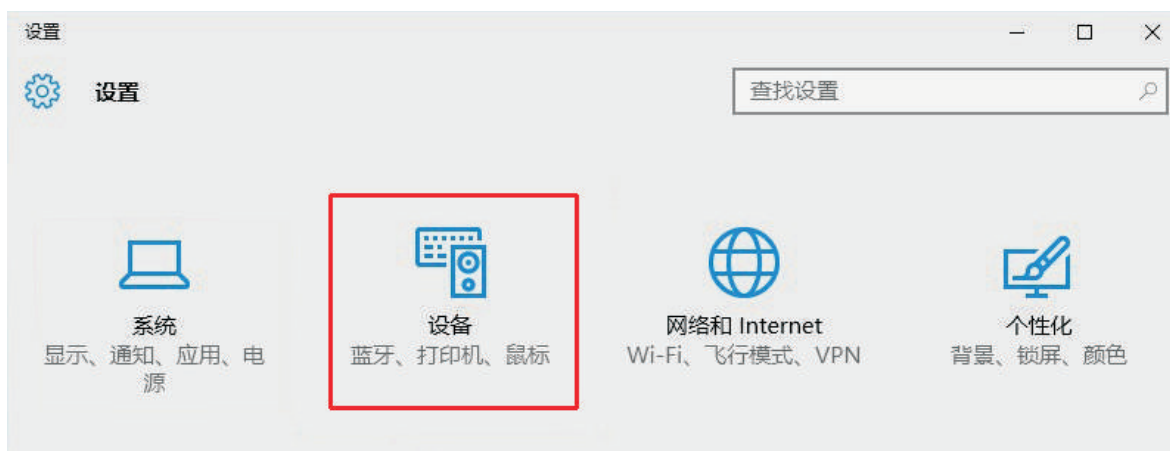 设置
设置
查找设置
系统
显示、通知、应用、电
源
设备
蓝牙、打印机、鼠标
网络和 Internet
Wi-Fi、飞行模式、VPN
个性化
背景、锁屏、颜色